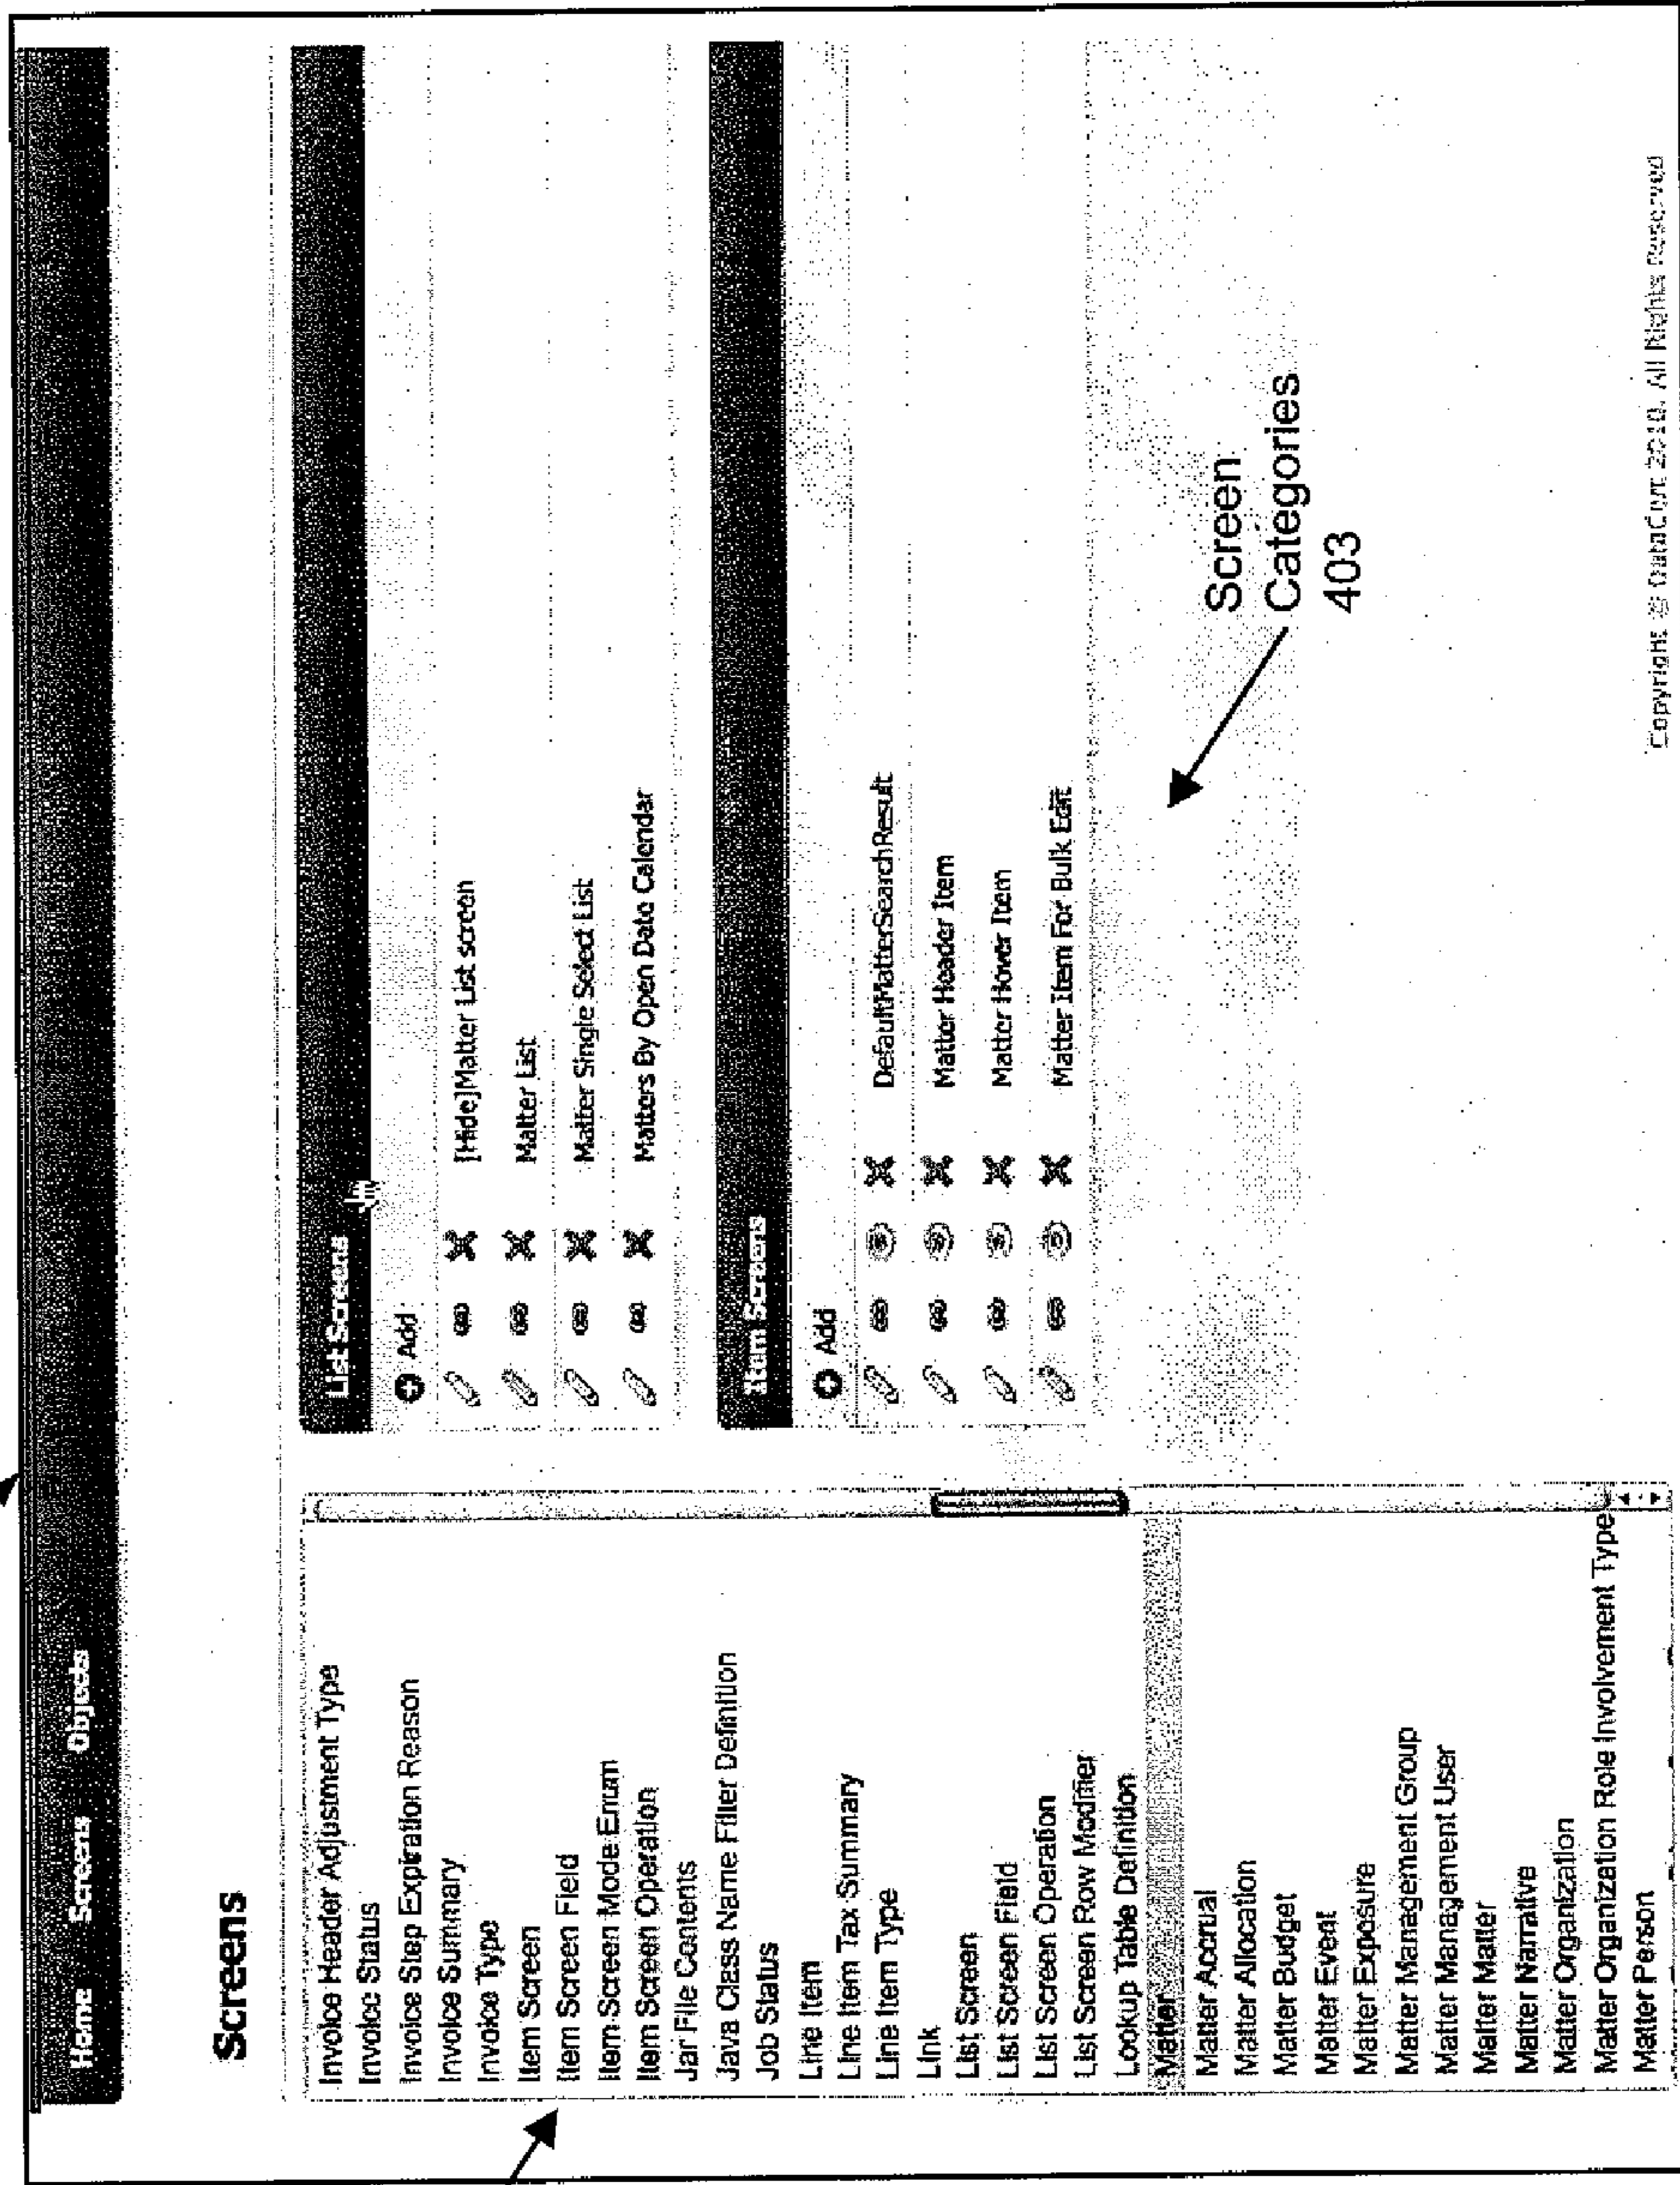 Home Screens Objects
Screens
Invoice Header Adjustment Type
Invoice Status
Invoice Step Expiration Reason
Invoice Summary
Invoice Type
Item Screen
Item Screen Field
Item Screen Mode Enum
Item Screen Operation
Jar File Contents
Java Class Name Filter Definition
Job Status
Line Item
Line Item Tax Summary
Line Item Type
Link
List Screen
List Screen Field
List Screen Operation
List Screen Row Modifier
Lookup Table Definition
Matter
Matter Accrual
Matter Allocation
Matter Budget
Matter Event
Matter Exposure
Matter Management Group
Matter Management User
Matter Matter
Matter Narrative
Matter Organization
Matter Organization Role Involvement Type
Matter Person
List Screens
Add
[Hide]Matter List screen
Matter List
Matter Single Select List
Matters By Open Date Calendar
Item Screens
Add
DefaultMatterSearchResult
Matter Header Item
Matter Hover Item
Matter Item For Bulk Edit
Screen
Categories
403
Copyright © DataCert 2010. All Rights Reserved